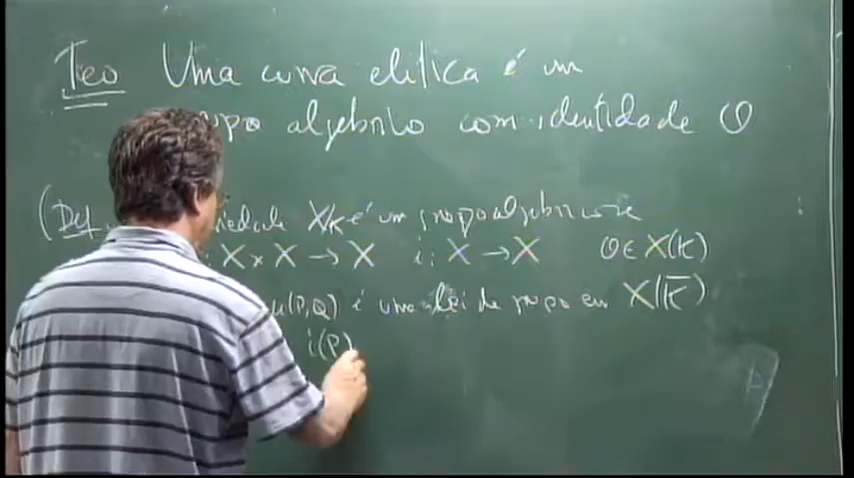 Teo Uma curva elítica é um
grupo algébrico com identidade O
(Def. X/K é um grupo algébrico se
: X × X → X i: X → X O ∈ X(K)
(P,Q) é uma lei de grupo em X(K̄)
i(P)